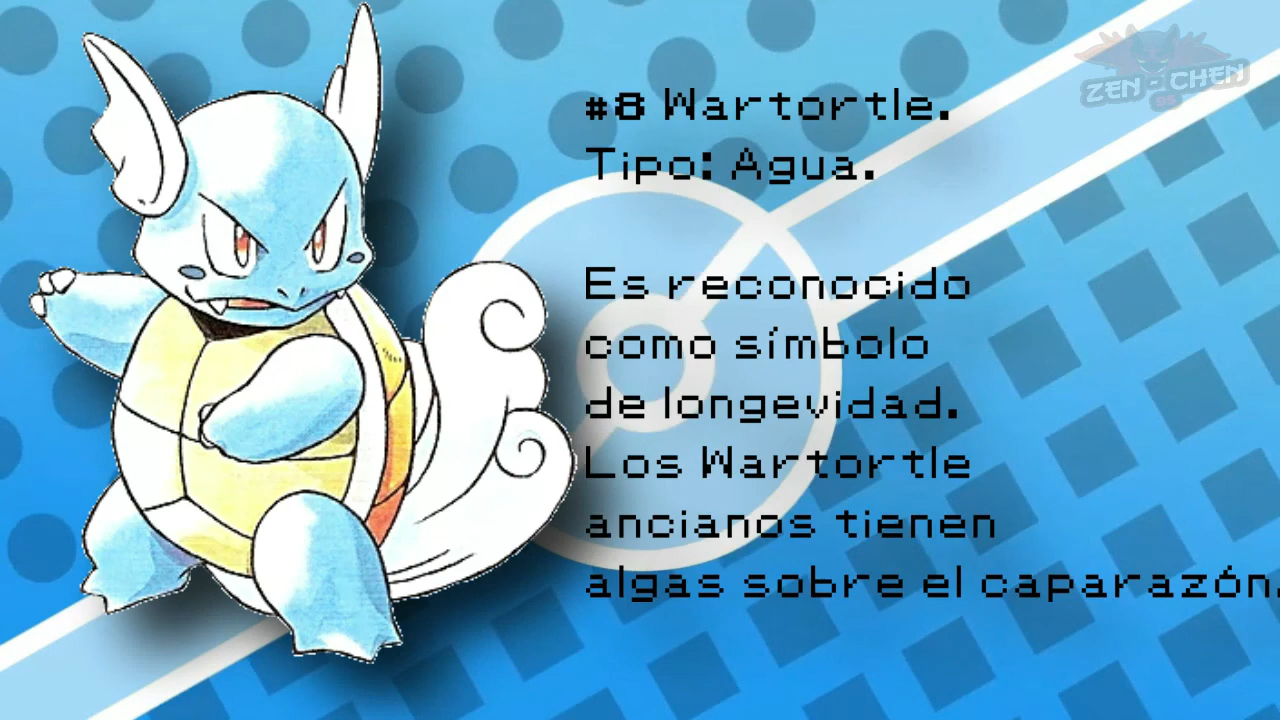 ZEN-CHEN
95
#8 Wartortle.
Tipo: Agua.
Es reconocido
como símbolo
de longevidad.
Los Wartortle
ancianos tienen
algas sobre el caparazón.